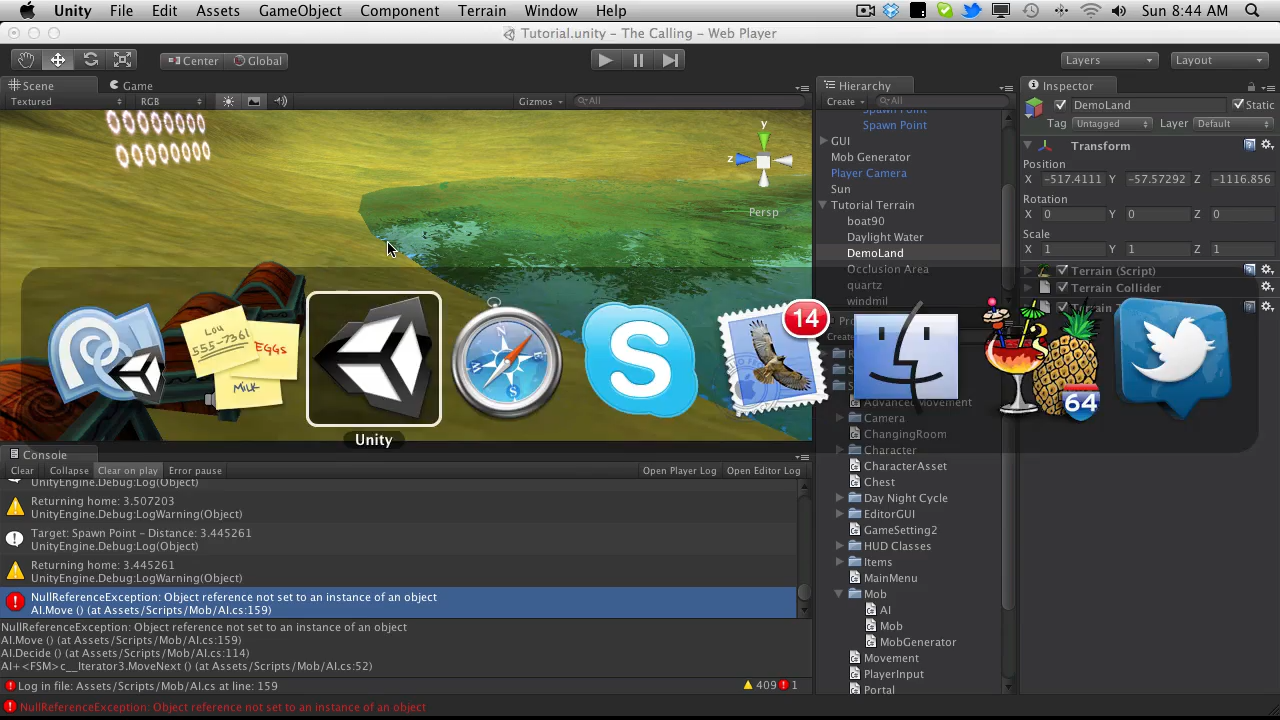 Unity File Edit Assets GameObject Component Terrain Window Help Sun 8:44 AM
Tutorial.unity - The Calling - Web Player
Center Global Layers Layout
Scene Game Hierarchy Inspector
Textured RGB Gizmos All Create All
DemoLand Static
Tag Untagged Layer Default
Spawn Point
Spawn Point
GUI
Mob Generator
Player Camera
Sun
Tutorial Terrain
boat90
Daylight Water
DemoLand
Occlusion Area
quartz
windmil
Transform
Position
X -517.4111 Y -57.57292 Z -1116.856
Rotation
X 0 Y 0 Z 0
Scale
X 1 Y 1 Z 1
Terrain (Script)
Terrain Collider
y
z
Persp
Lou
555-7361
EGGS
MILK
N
S
14
64
Unity
Advanced Movement
Camera
ChangingRoom
Character
CharacterAsset
Chest
Day Night Cycle
EditorGUI
GameSetting2
HUD Classes
Items
MainMenu
Mob
AI
Mob
MobGenerator
Movement
PlayerInput
Portal
Console
Clear Collapse Clear on play Error pause Open Player Log Open Editor Log
UnityEngine.Debug:Log(Object)
Returning home: 3.507203
UnityEngine.Debug:LogWarning(Object)
Target: Spawn Point - Distance: 3.445261
UnityEngine.Debug:Log(Object)
Returning home: 3.445261
UnityEngine.Debug:LogWarning(Object)
NullReferenceException: Object reference not set to an instance of an object
AI.Move () (at Assets/Scripts/Mob/AI.cs:159)
NullReferenceException: Object reference not set to an instance of an object
AI.Move () (at Assets/Scripts/Mob/AI.cs:159)
AI.Decide () (at Assets/Scripts/Mob/AI.cs:114)
AI+<FSM>c__Iterator3.MoveNext () (at Assets/Scripts/Mob/AI.cs:52)
Log in file: Assets/Scripts/Mob/AI.cs at line: 159 409 1
NullReferenceException: Object reference not set to an instance of an object